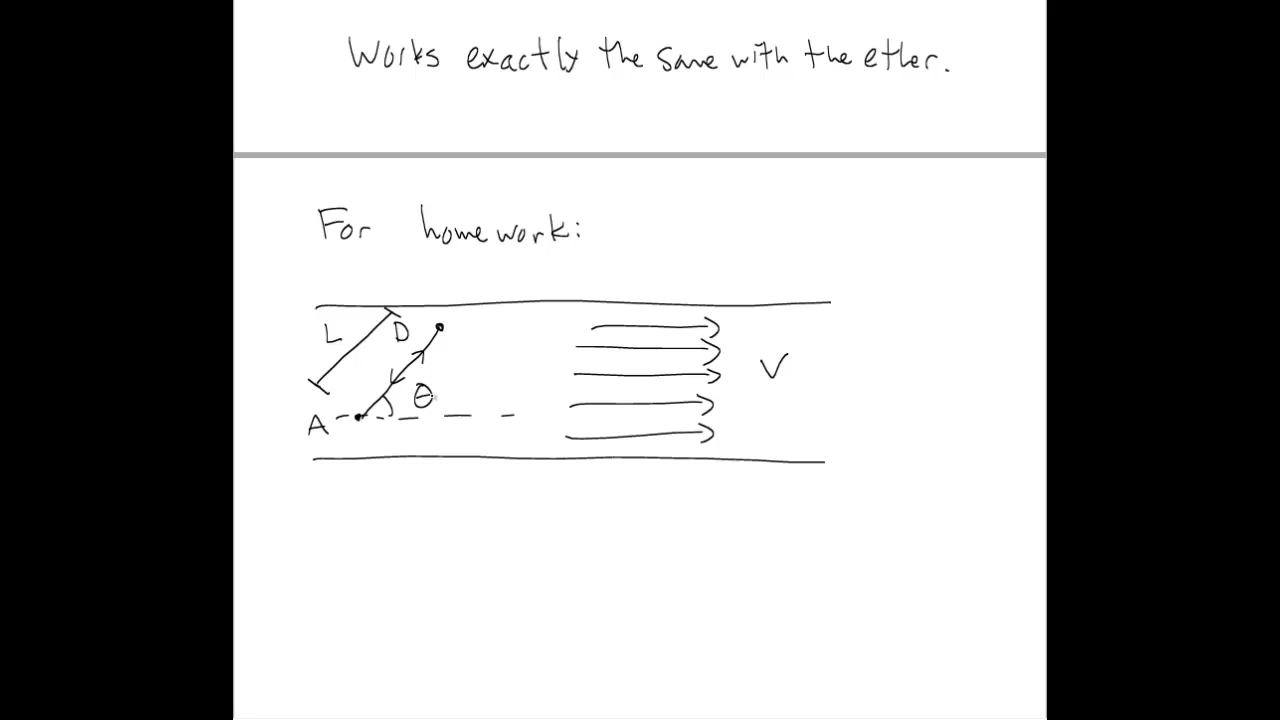 Works exactly the same with the ether.
For homework:
L
D
θ
A
V